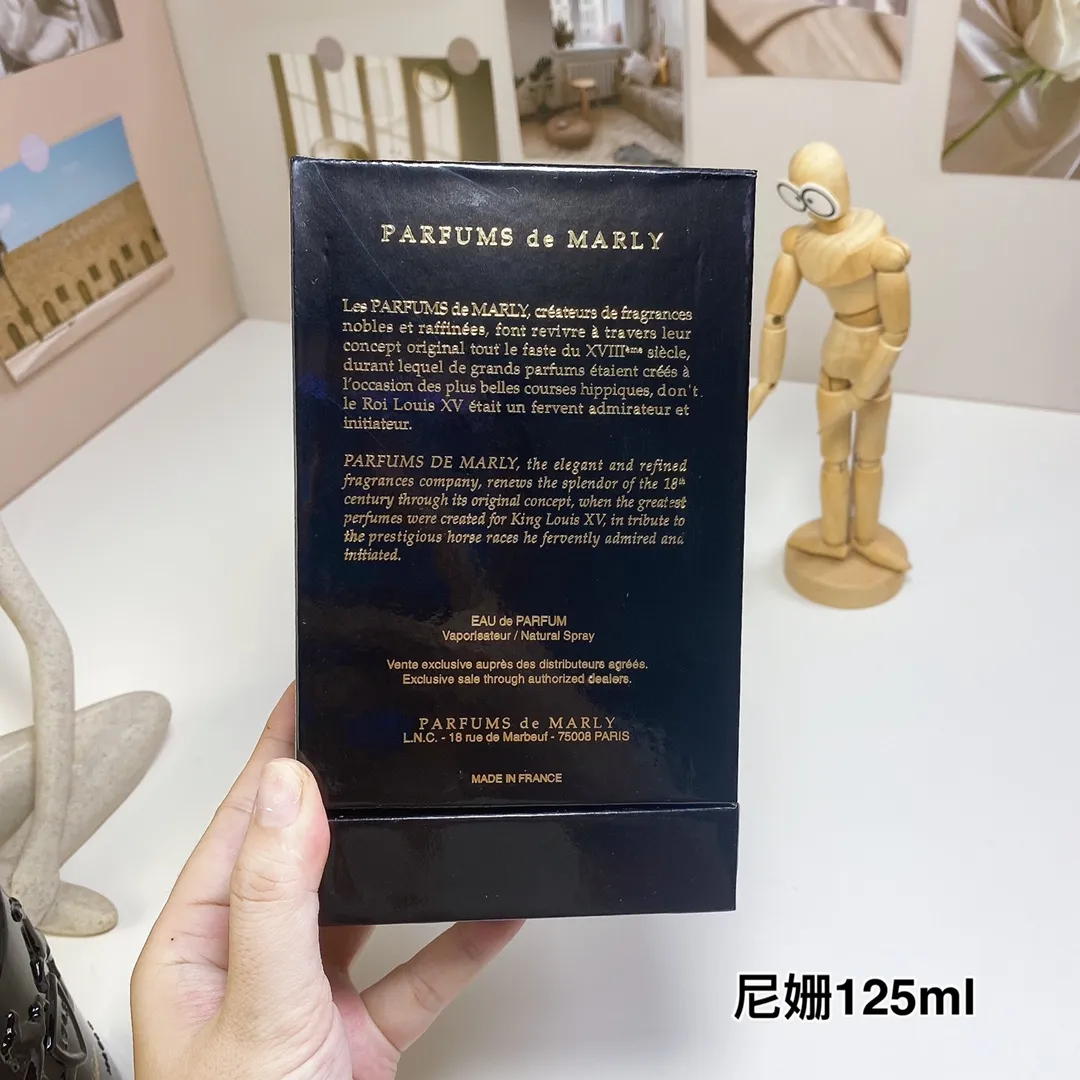 PARFUMS de MARLY
Les PARFUMS de MARLY, créateurs de fragrances
nobles et raffinées, font revivre à travers leur
concept original tout le faste du XVIIIème siècle,
durant lequel de grands parfums étaient créés à
l'occasion des plus belles courses hippiques, don't
le Roi Louis XV était un fervent admirateur et
initiateur.
PARFUMS DE MARLY, the elegant and refined
fragrances company, renews the splendor of the 18th
century through its original concept, when the greatest
perfumes were created for King Louis XV, in tribute to
the prestigious horse races he fervently admired and
initiated.
EAU de PARFUM
Vaporisateur / Natural Spray
Vente exclusive auprès des distributeurs agréés.
Exclusive sale through authorized dealers.
PARFUMS de MARLY
L.N.C. - 18 rue de Marbeuf - 75008 PARIS
MADE IN FRANCE
尼姗125ml